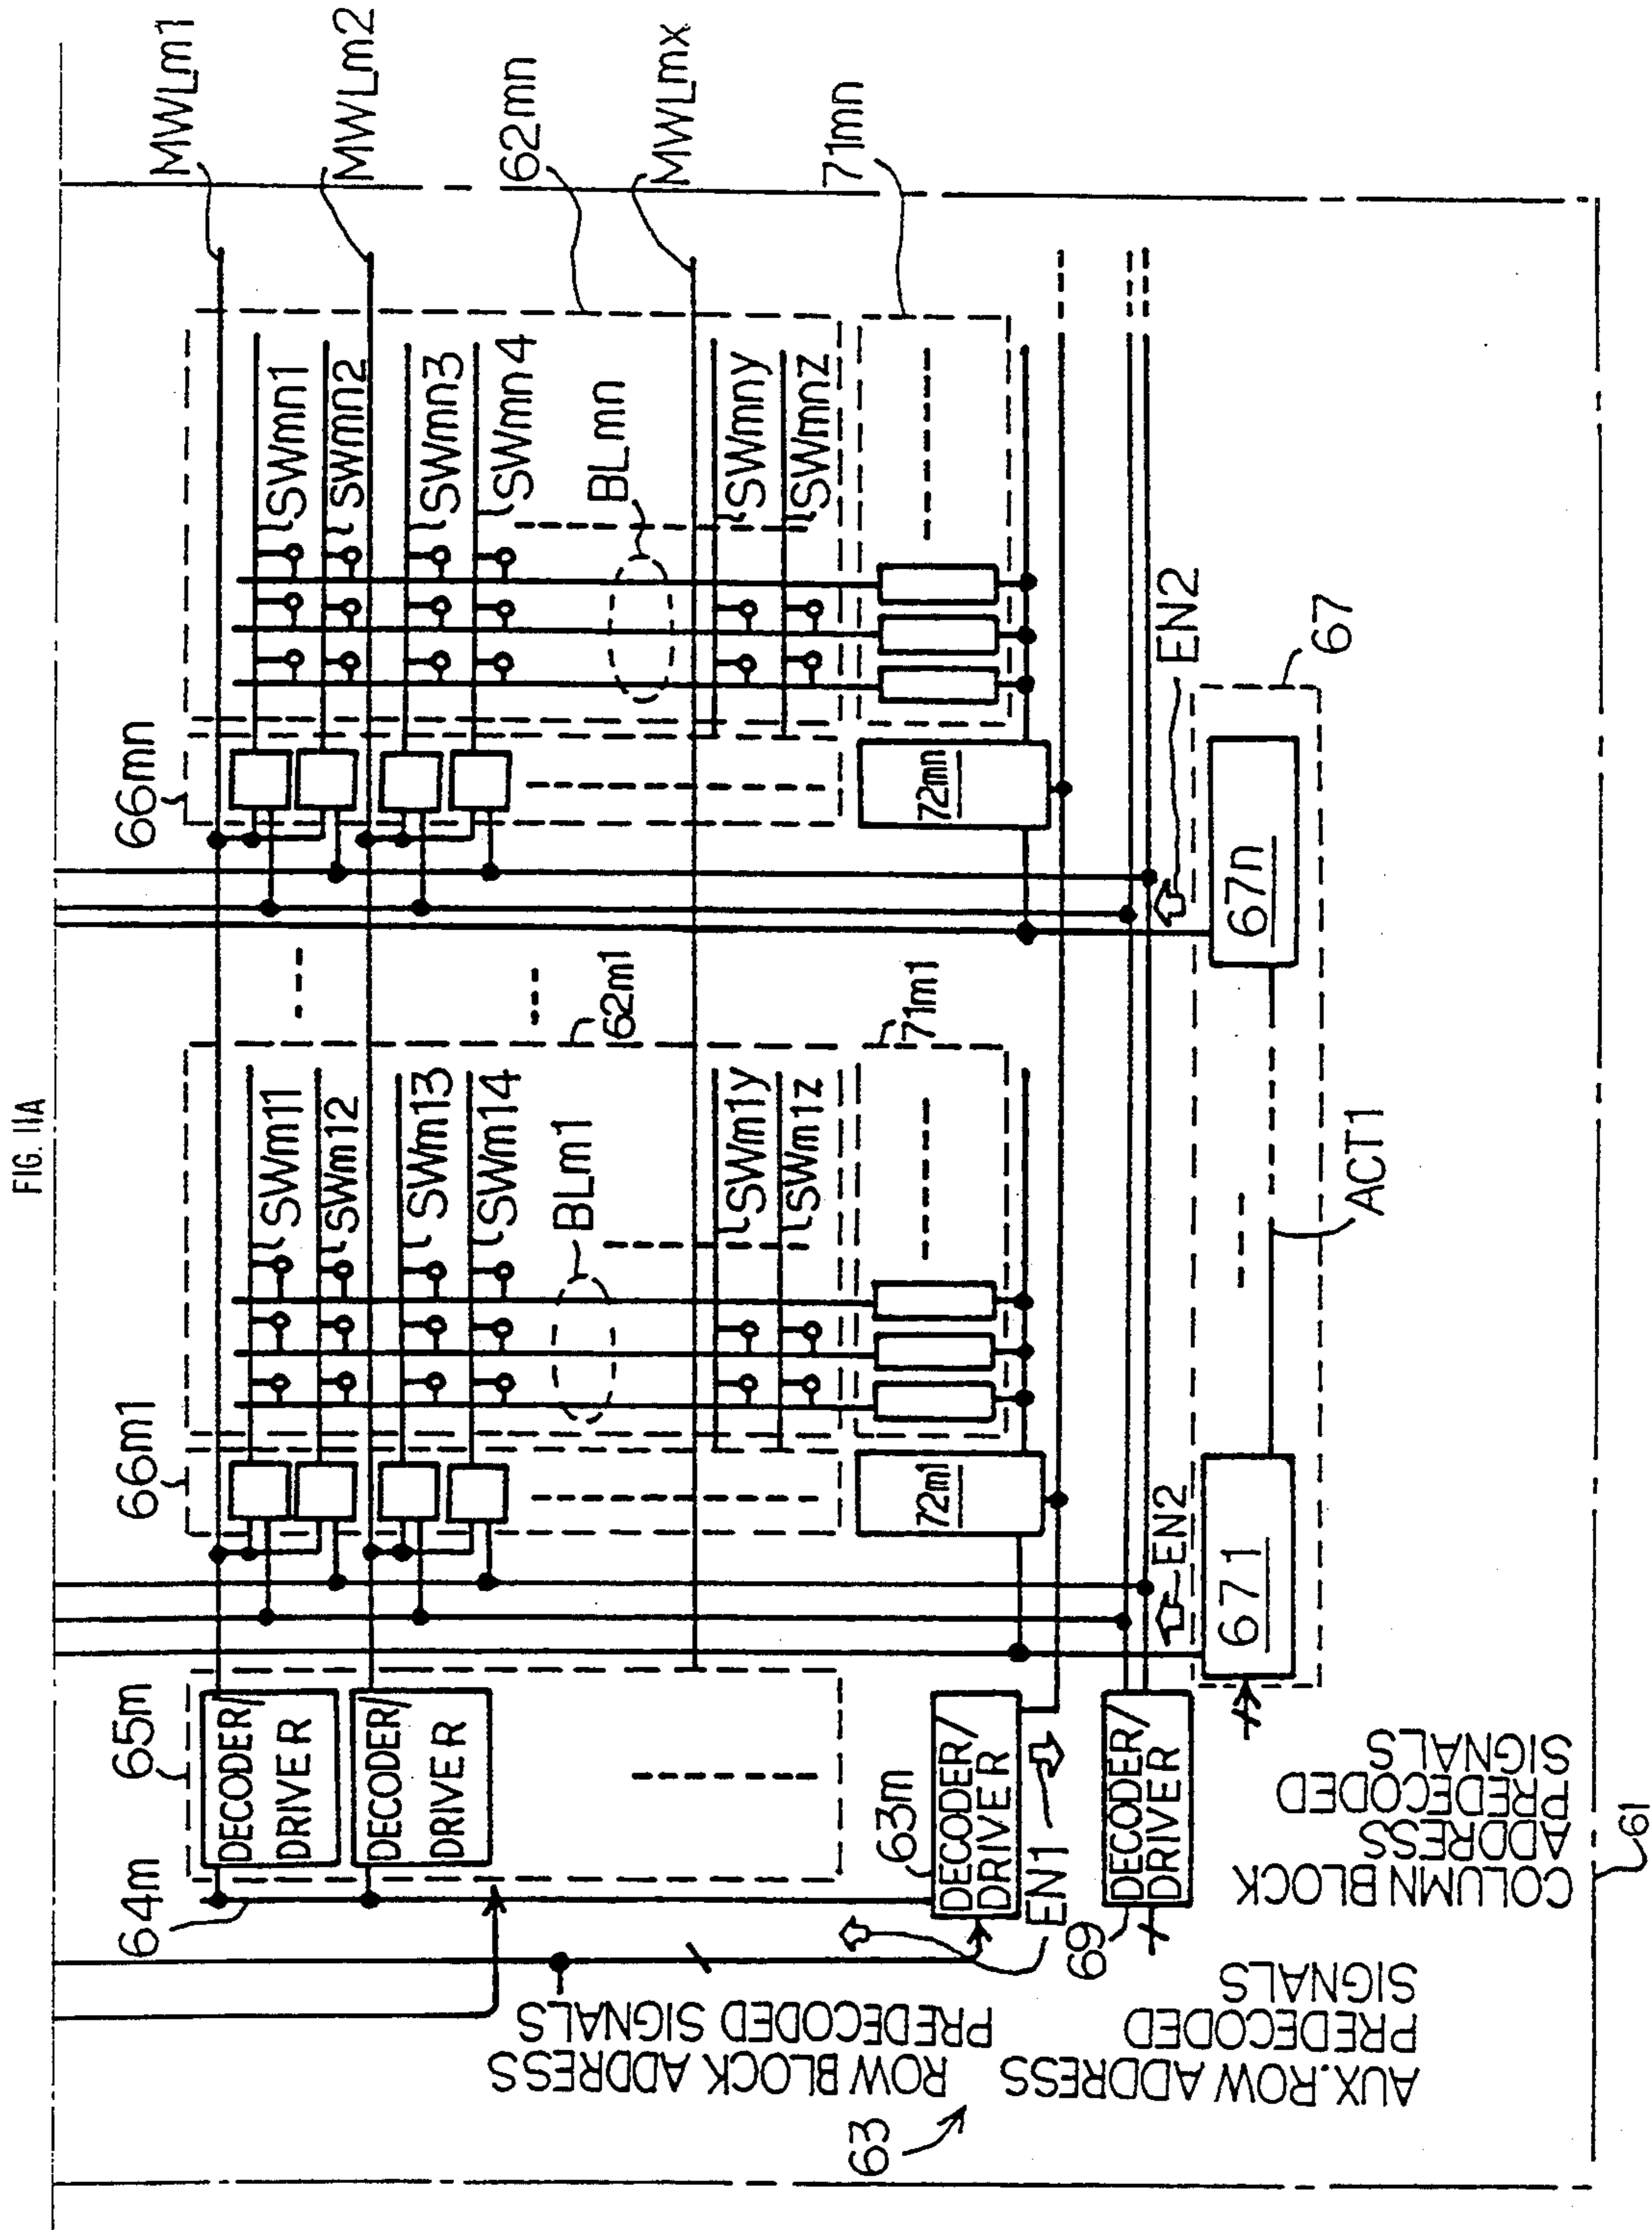 FIG. 11A
MWLm1
MWLm2
62mn
MWLmx
71mn
66mn
SWmn1
SWmn2
SWmn3
SWmn4
BLmn
SWmny
SWmnz
72mn
EN2
67
67n
62m1
71m1
66m1
SWm11
SWm12
SWm13
SWm14
BLm1
SWm1y
SWm1z
72m1
EN2
671
ACT1
65m
DECODER/
DRIVER
DECODER/
DRIVER
64m
63m
DECODER/
DRIVER
EN1
69
DECODER/
DRIVER
ROW BLOCK ADDRESS
PREDECODED SIGNALS
AUX.ROW ADDRESS
PREDECODED
SIGNALS
COLUMN BLOCK
ADDRESS
PREDECODED
SIGNALS
63
61